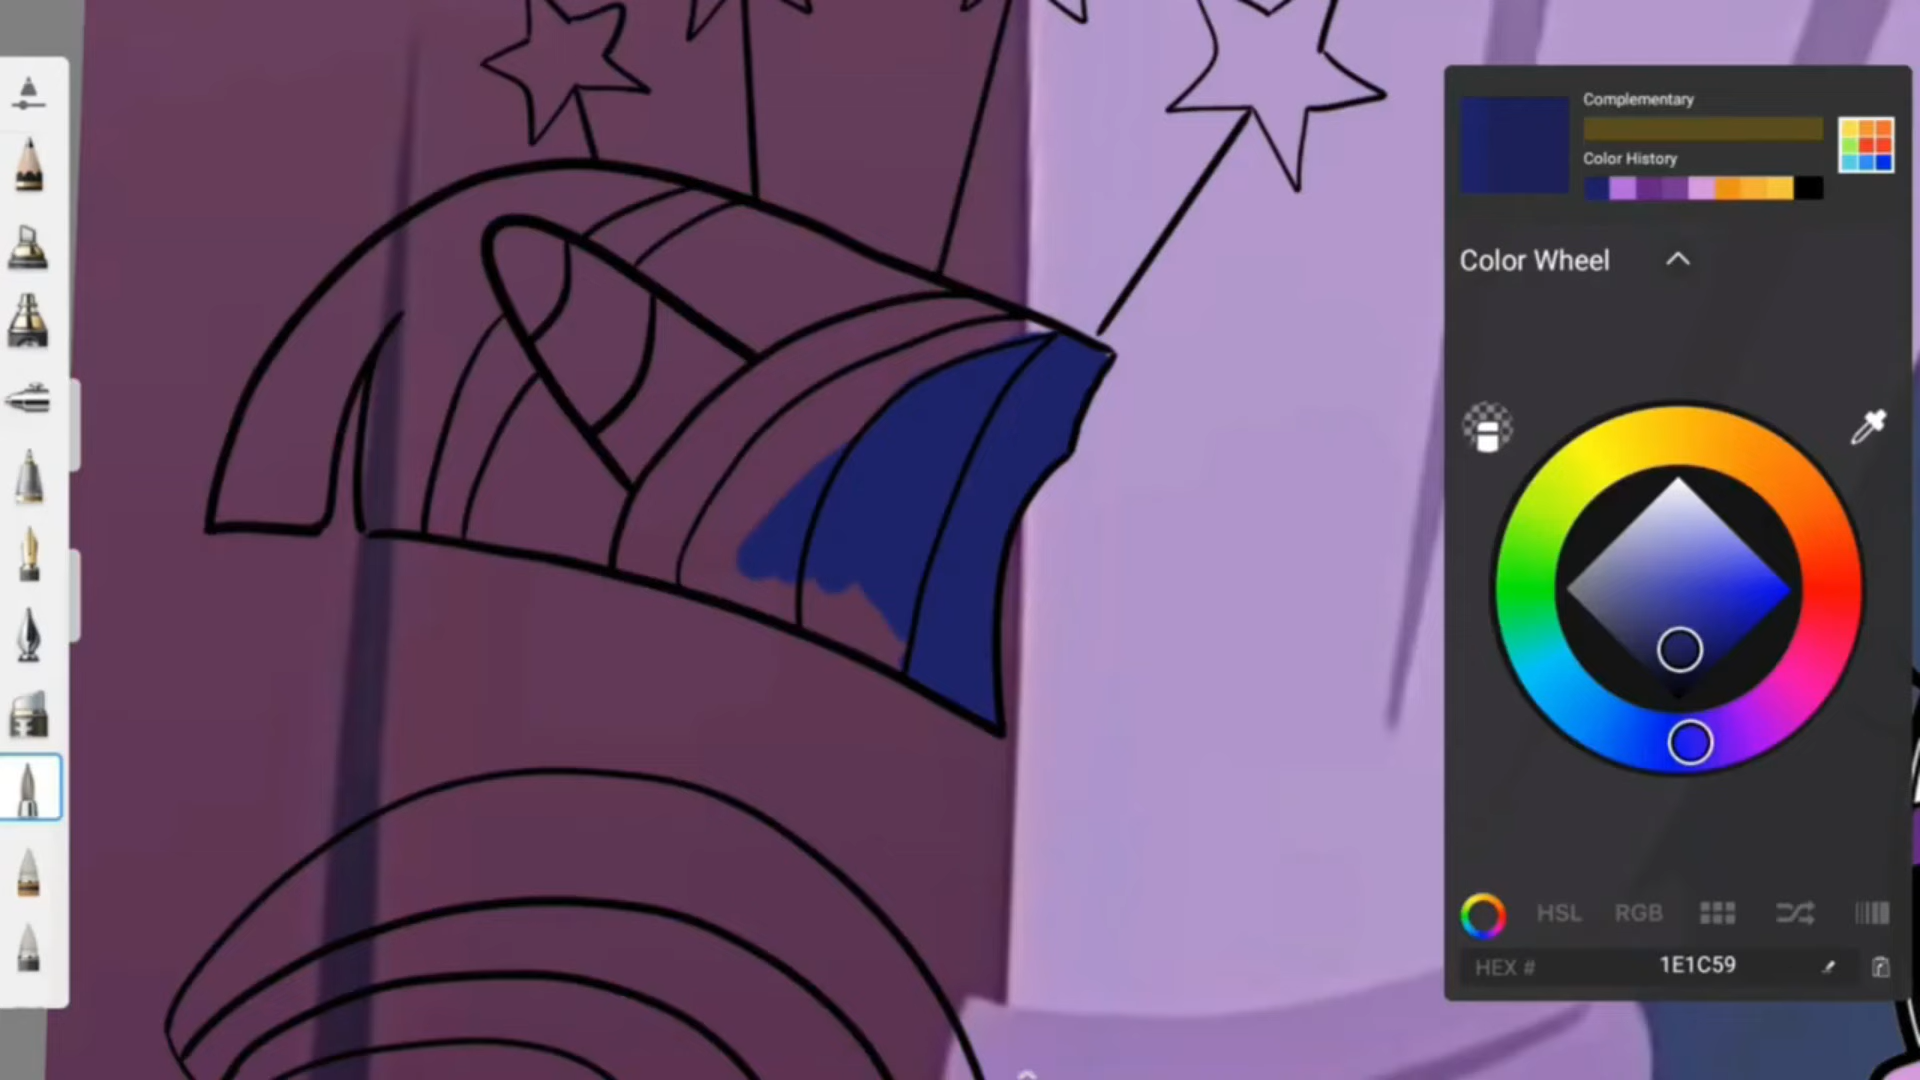 Complementary
Color History
Color Wheel
HSL RGB
HEX # 1E1C59